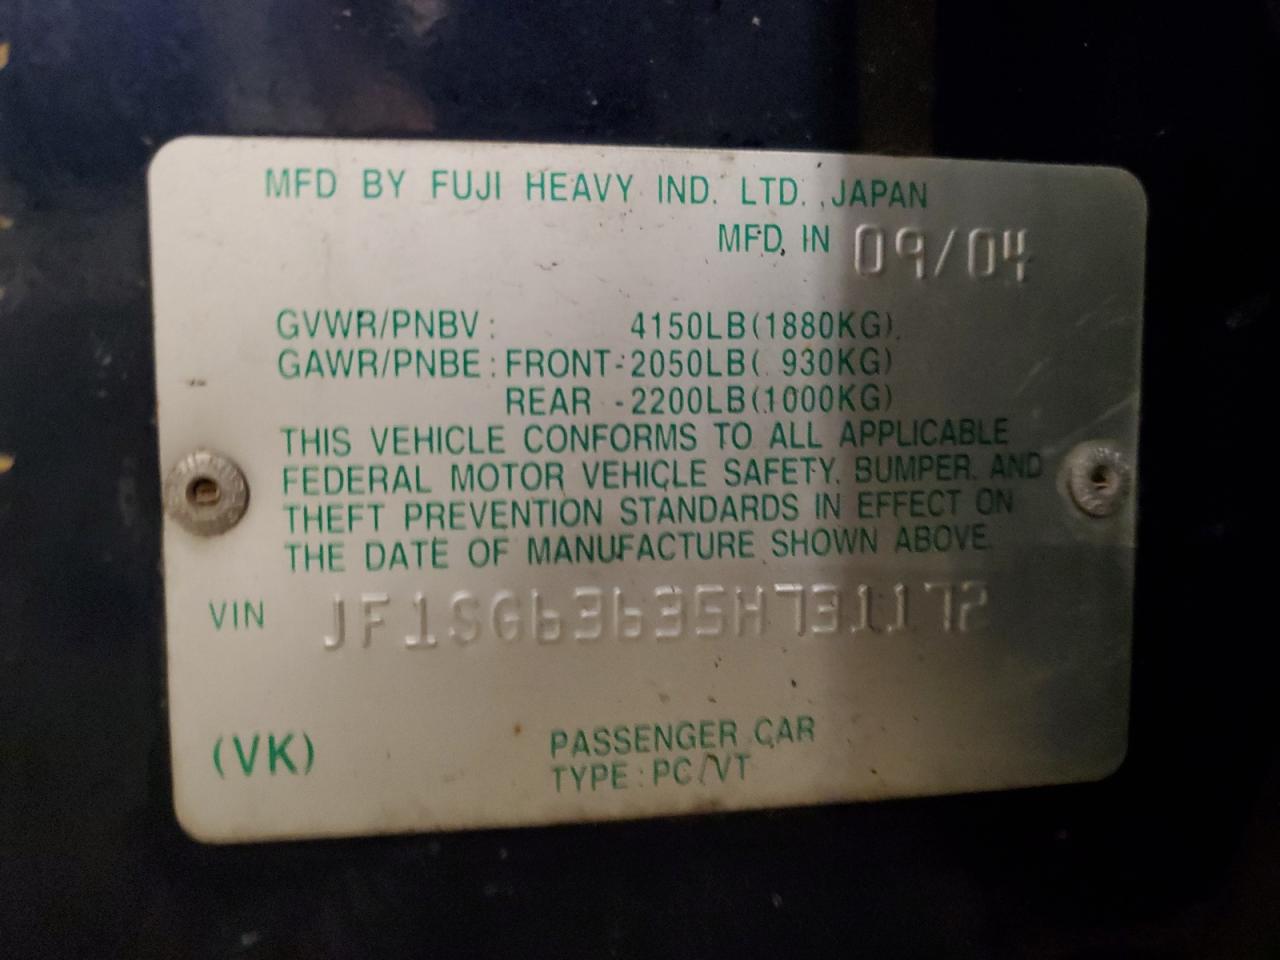 MFD BY FUJI HEAVY IND. LTD., JAPAN
MFD. IN 09/04
GVWR/PNBV: 4150LB(1880KG)
GAWR/PNBE: FRONT-2050LB( 930KG)
REAR -2200LB(1000KG)
THIS VEHICLE CONFORMS TO ALL APPLICABLE
FEDERAL MOTOR VEHICLE SAFETY, BUMPER, AND
THEFT PREVENTION STANDARDS IN EFFECT ON
THE DATE OF MANUFACTURE SHOWN ABOVE.
VIN JF1SG63635H731172
(VK) PASSENGER CAR
TYPE: PC/VT